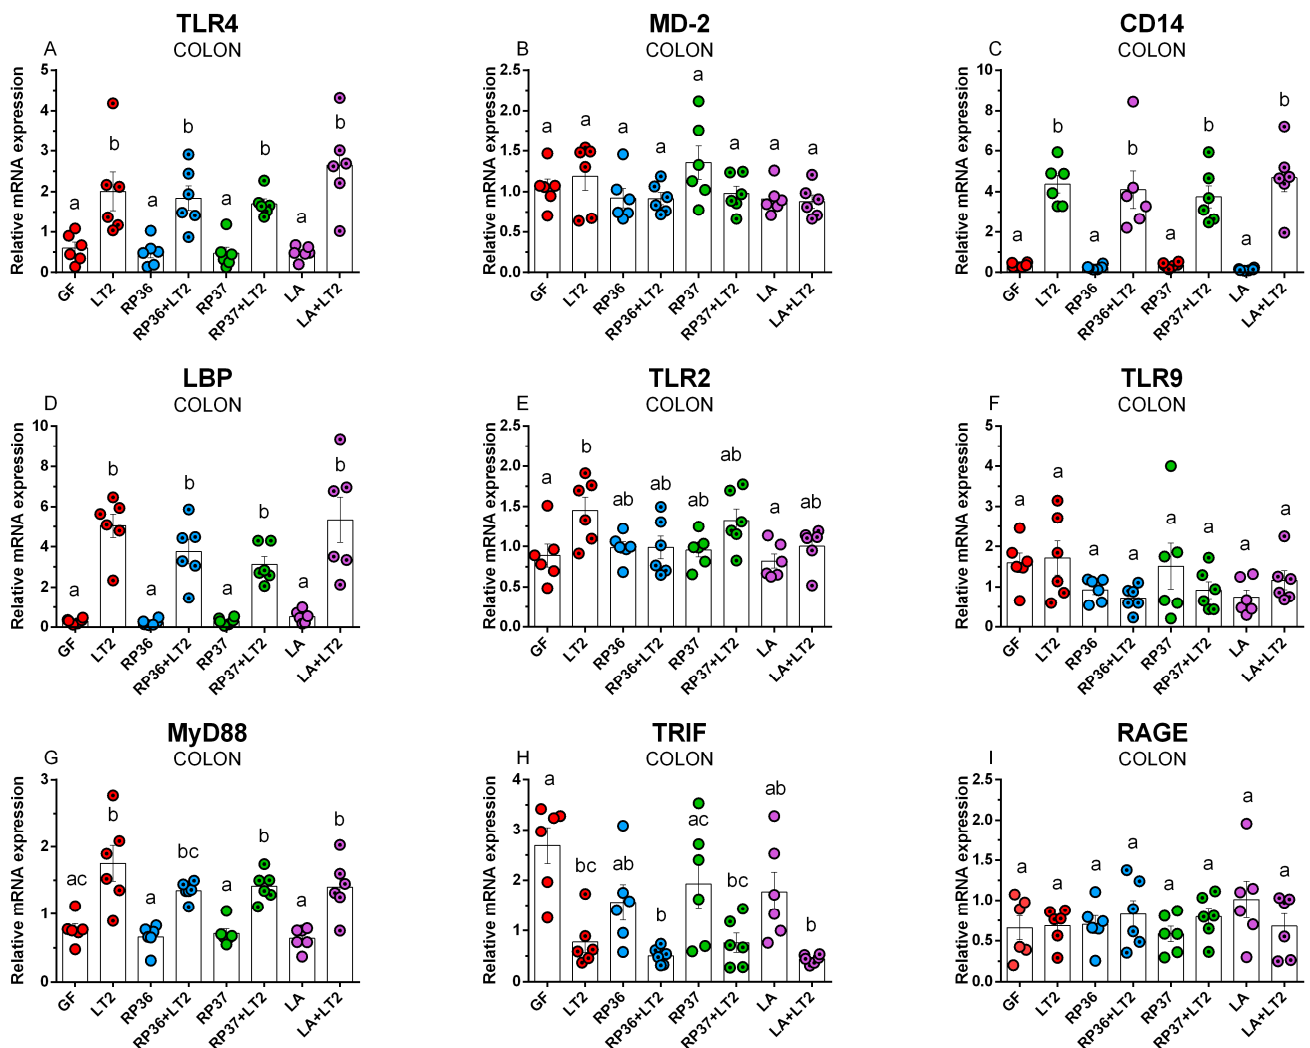 TLR4
A
COLON
Relative mRNA expression
5
4
3
2
1
0
a
b
a
b
a
b
a
b
GF
LT2
RP36
RP36+LT2
RP37
RP37+LT2
LA
LA+LT2
MD-2
B
COLON
Relative mRNA expression
2.5
2.0
1.5
1.0
0.5
0.0
a
a
a
a
a
a
a
a
GF
LT2
RP36
RP36+LT2
RP37
RP37+LT2
LA
LA+LT2
CD14
C
COLON
Relative mRNA expression
10
8
6
4
2
0
a
b
a
b
a
b
a
b
GF
LT2
RP36
RP36+LT2
RP37
RP37+LT2
LA
LA+LT2
LBP
D
COLON
Relative mRNA expression
10
8
6
4
2
0
a
b
a
b
a
b
a
b
GF
LT2
RP36
RP36+LT2
RP37
RP37+LT2
LA
LA+LT2
TLR2
E
COLON
Relative mRNA expression
2.5
2.0
1.5
1.0
0.5
0.0
a
b
ab
ab
ab
ab
a
ab
GF
LT2
RP36
RP36+LT2
RP37
RP37+LT2
LA
LA+LT2
TLR9
F
COLON
Relative mRNA expression
5
4
3
2
1
0
a
a
a
a
a
a
a
a
GF
LT2
RP36
RP36+LT2
RP37
RP37+LT2
LA
LA+LT2
MyD88
G
COLON
Relative mRNA expression
3
2
1
0
ac
b
a
bc
a
b
a
b
GF
LT2
RP36
RP36+LT2
RP37
RP37+LT2
LA
LA+LT2
TRIF
H
COLON
Relative mRNA expression
4
3
2
1
0
a
bc
ab
b
ac
bc
ab
b
GF
LT2
RP36
RP36+LT2
RP37
RP37+LT2
LA
LA+LT2
RAGE
I
COLON
Relative mRNA expression
2.5
2.0
1.5
1.0
0.5
0.0
a
a
a
a
a
a
a
a
GF
LT2
RP36
RP36+LT2
RP37
RP37+LT2
LA
LA+LT2